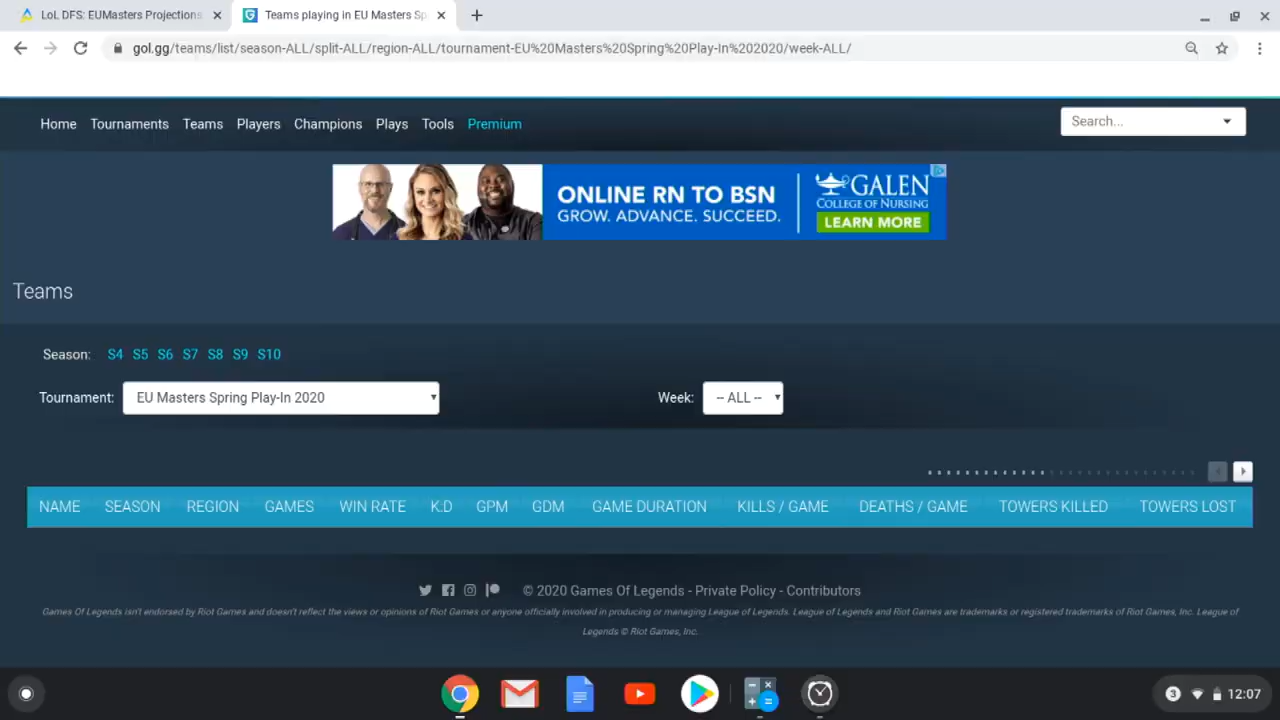 LoL DFS: EUMasters Projections
Teams playing in EU Masters Sp
gol.gg/teams/list/season-ALL/split-ALL/region-ALL/tournament-EU%20Masters%20Spring%20Play-In%202020/week-ALL/
Home Tournaments Teams Players Champions Plays Tools Premium
Search...
ONLINE RN TO BSN
GROW. ADVANCE. SUCCEED.
GALEN
COLLEGE OF NURSING
LEARN MORE
Teams
Season: S4 S5 S6 S7 S8 S9 S10
Tournament: EU Masters Spring Play-In 2020 Week: -- ALL --
NAME SEASON REGION GAMES WIN RATE K:D GPM GDM GAME DURATION KILLS / GAME DEATHS / GAME TOWERS KILLED TOWERS LOST
© 2020 Games Of Legends - Private Policy - Contributors
Games Of Legends isn't endorsed by Riot Games and doesn't reflect the views or opinions of Riot Games or anyone officially involved in producing or managing League of Legends. League of Legends and Riot Games are trademarks or registered trademarks of Riot Games, Inc. League of
Legends © Riot Games, Inc.
3 12:07